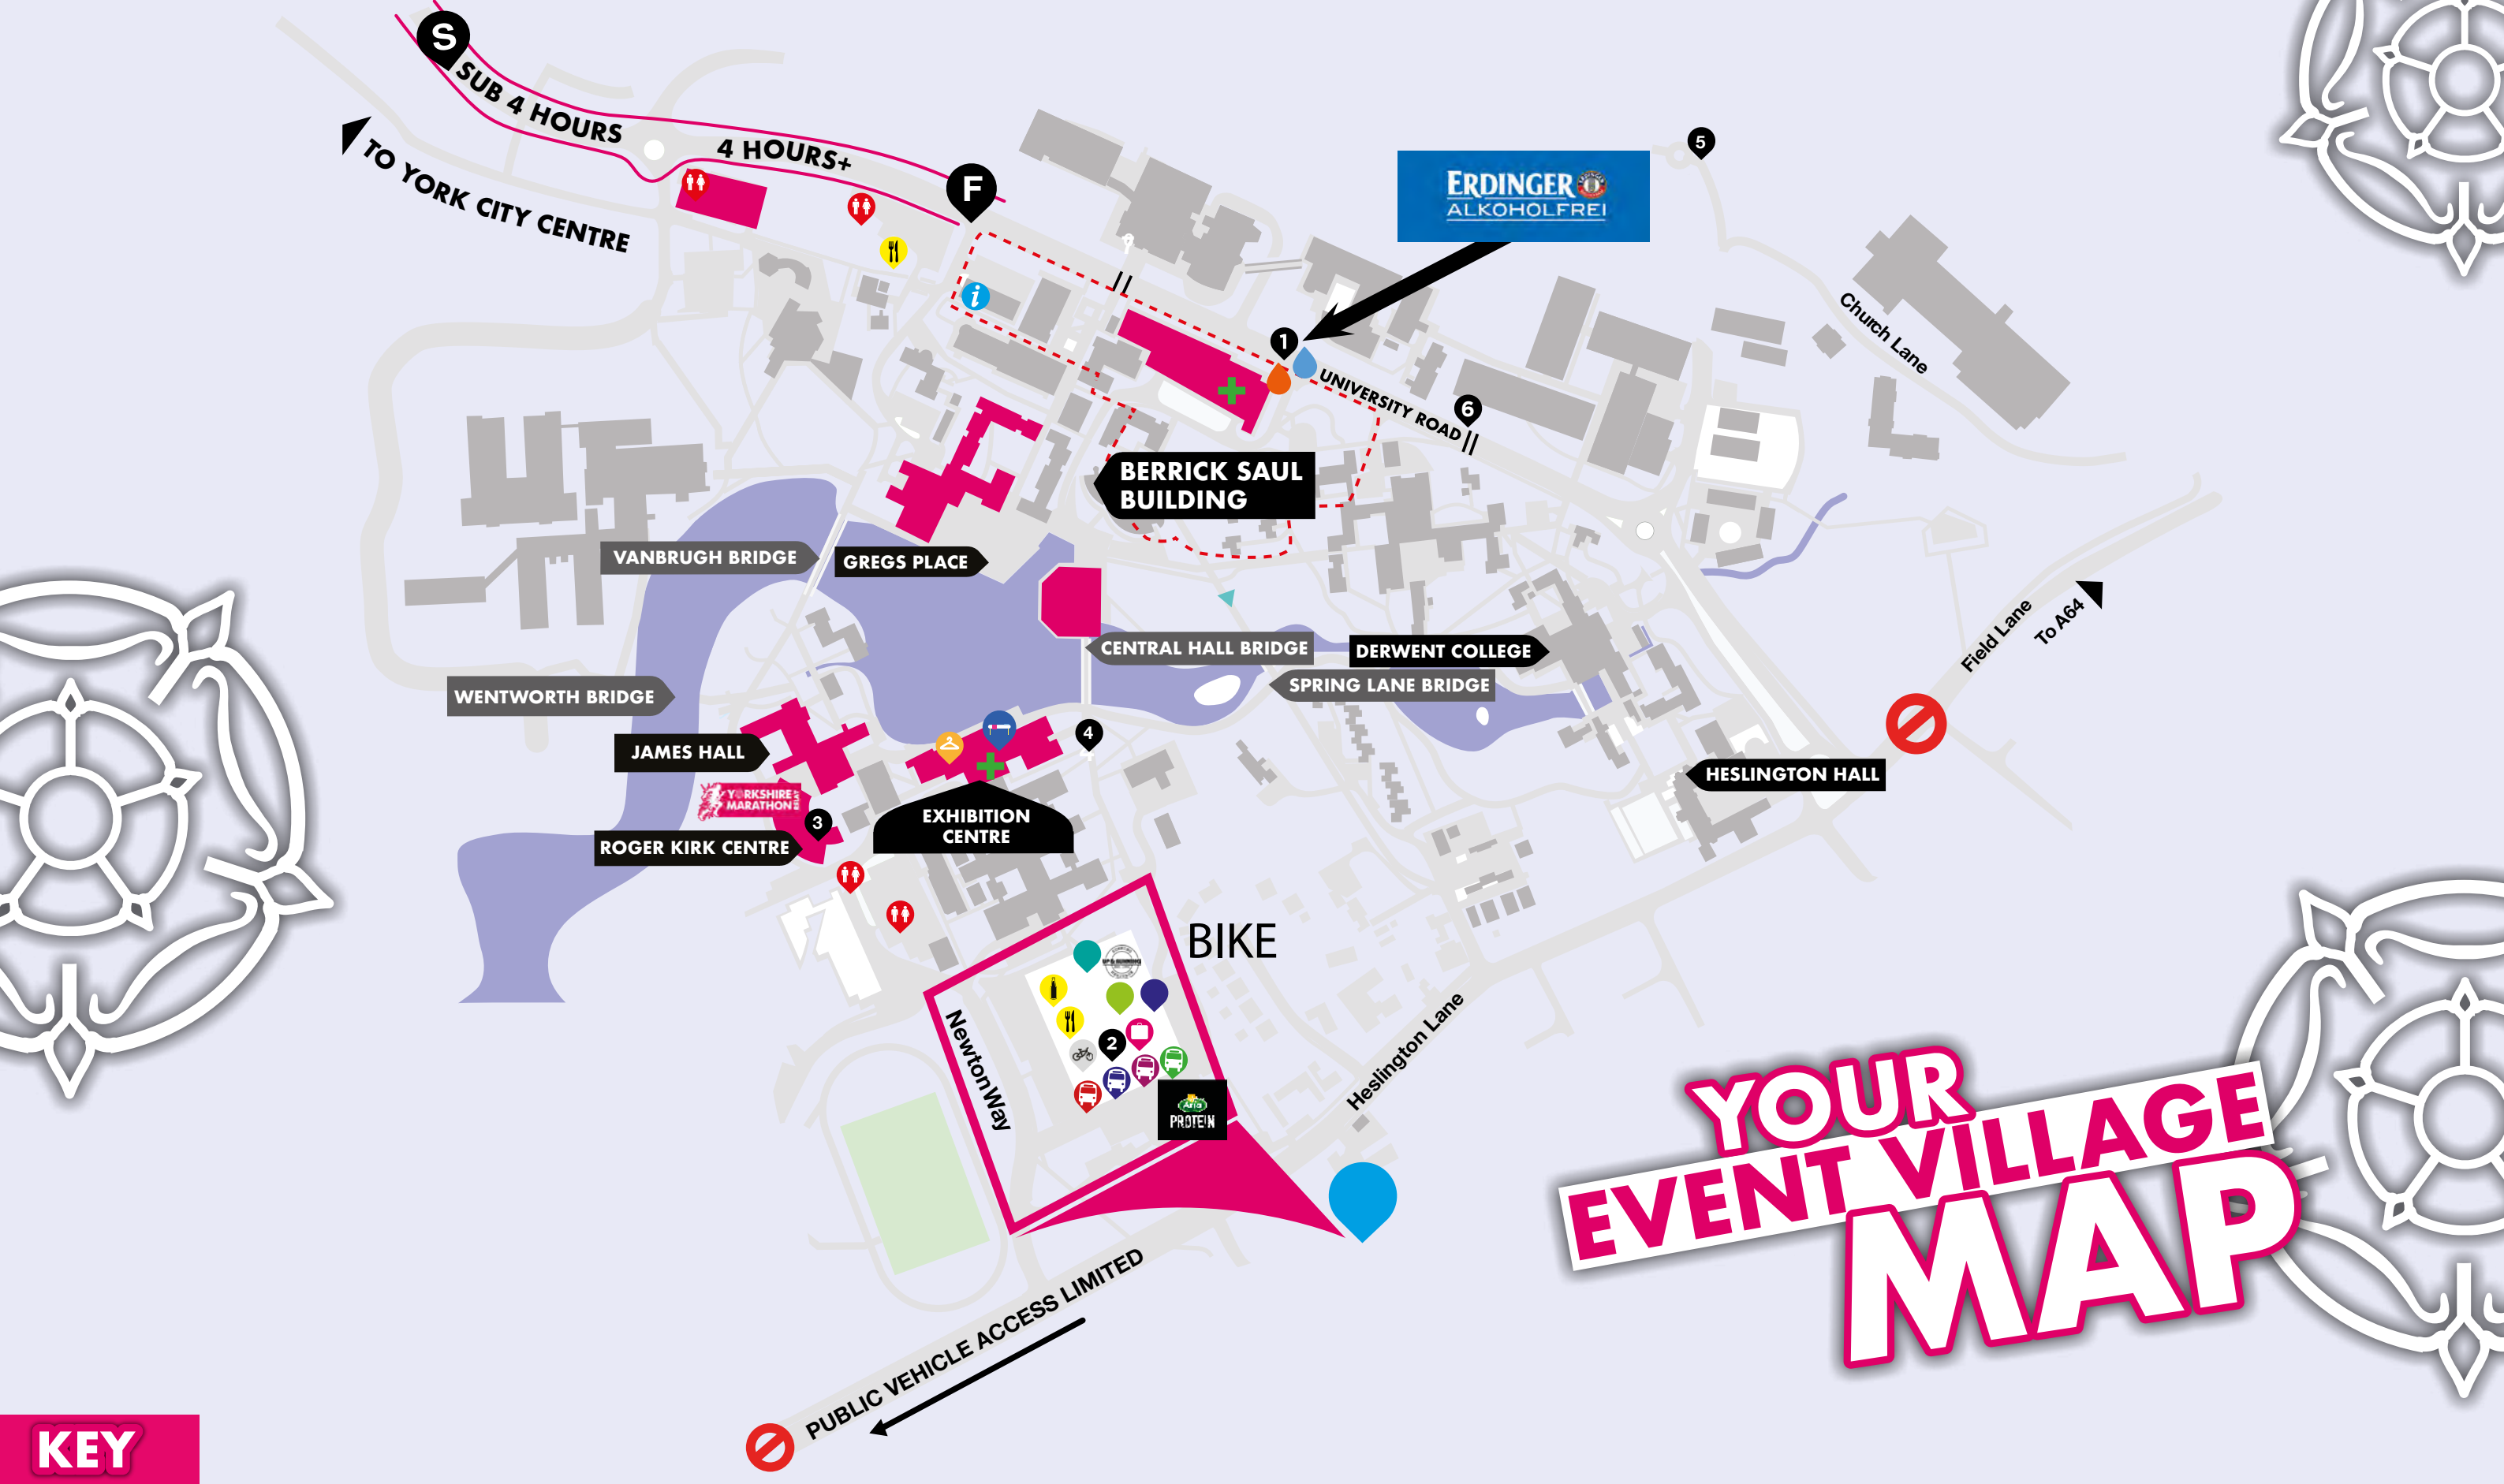 S
SUB 4 HOURS
4 HOURS+
TO YORK CITY CENTRE
F
5
ERDINGER
ALKOHOLFREI
Church Lane
i
1
UNIVERSITY ROAD
6
BERRICK SAUL
BUILDING
VANBRUGH BRIDGE
GREGS PLACE
Field Lane
To A64
CENTRAL HALL BRIDGE
DERWENT COLLEGE
SPRING LANE BRIDGE
WENTWORTH BRIDGE
JAMES HALL
4
HESLINGTON HALL
YORKSHIRE
MARATHON
RELAY
3
EXHIBITION
CENTRE
ROGER KIRK CENTRE
BIKE
NewtonWay
2
Heslington Lane
Arla
PROTEIN
YOUR
EVENT VILLAGE
MAP
PUBLIC VEHICLE ACCESS LIMITED
KEY